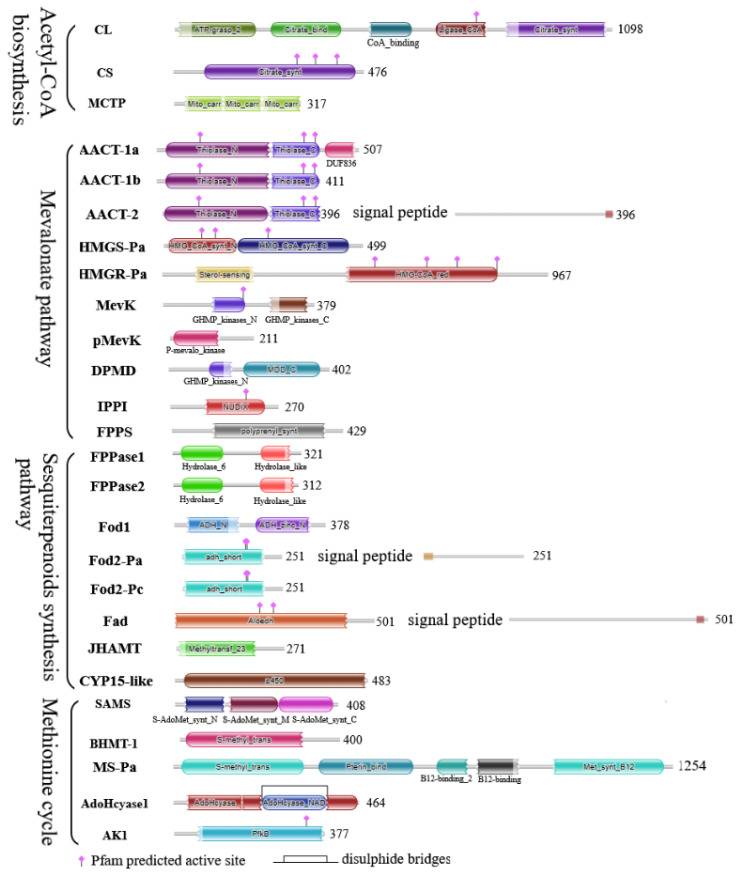 Acetyl-CoA biosynthesis
CL ATP-grasp_2 Citrate_bind CoA_binding Ligase_CoA Citrate_synt 1098
CS Citrate_synt 476
MCTP Mito_carr Mito_carr Mito_carr 317
Mevalonate pathway
AACT-1a Thiolase_N Thiolase_C DUF836 507
AACT-1b Thiolase_N Thiolase_C 411
AACT-2 Thiolase_N Thiolase_C 396 signal peptide 396
HMGS-Pa HMG_CoA_synt_N HMG_CoA_synt_C 499
HMGR-Pa Sterol-sensing HMG-CoA_red 967
MevK GHMP_kinases_N GHMP_kinases_C 379
pMevK P-mevalo_kinase 211
DPMD GHMP_kinases_N MDD_C 402
IPPI NUDIX 270
FPPS polyprenyl_synt 429
Sesquiterpenoids synthesis pathway
FPPase1 Hydrolase_6 Hydrolase_like 321
FPPase2 Hydrolase_6 Hydrolase_like 312
Fod1 ADH_N ADH_zinc_N 378
Fod2-Pa adh_short 251 signal peptide 251
Fod2-Pc adh_short 251
Fad Aldedh 501 signal peptide 501
JHAMT Methyltransf_23 271
CYP15-like p450 483
Methionine cycle
SAMS S-AdoMet_synt_N S-AdoMet_synt_M S-AdoMet_synt_C 408
BHMT-1 S-methyl_trans 400
MS-Pa S-methyl_trans Pterin_bind B12-binding_2 B12-binding Met_synt_B12 1254
AdoHcyase1 AdoHcyase AdoHcyase_NAD 464
AK1 PfkB 377
Pfam predicted active site disulphide bridges